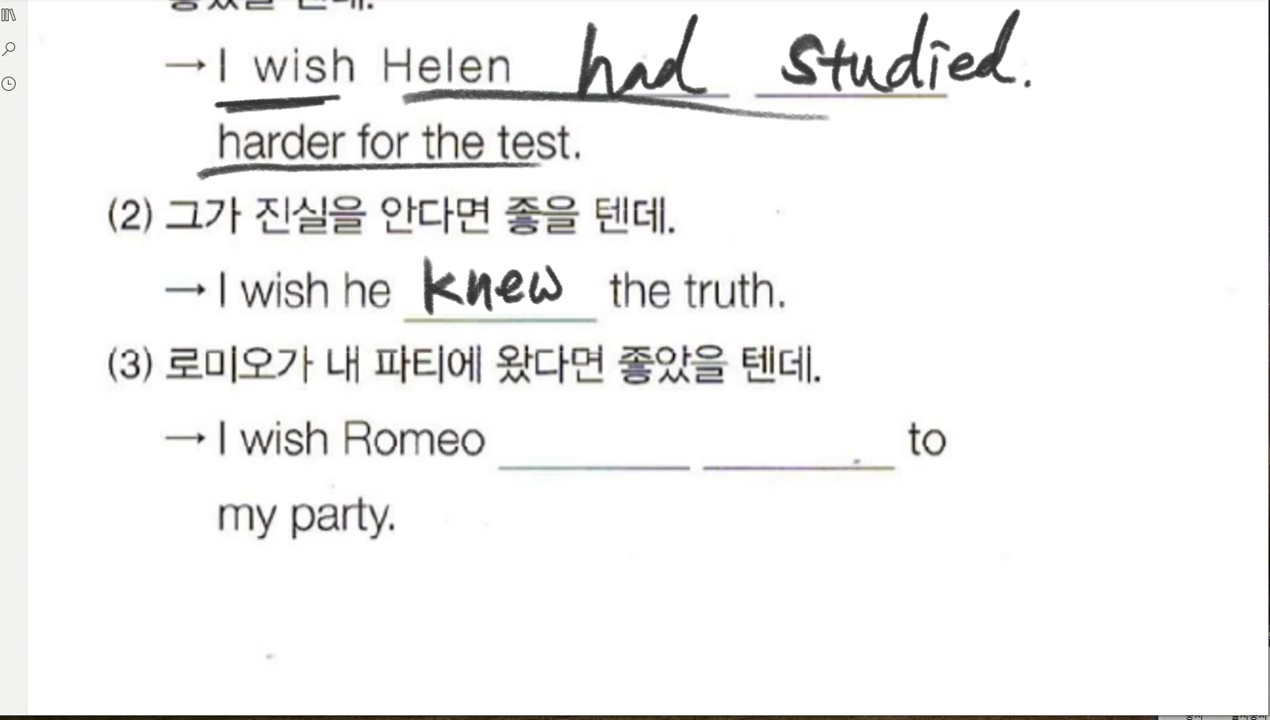 → I wish Helen had studied.
harder for the test.
(2) 그가 진실을 안다면 좋을 텐데.
→ I wish he knew the truth.
(3) 로미오가 내 파티에 왔다면 좋았을 텐데.
→ I wish Romeo ______ ______ to
my party.